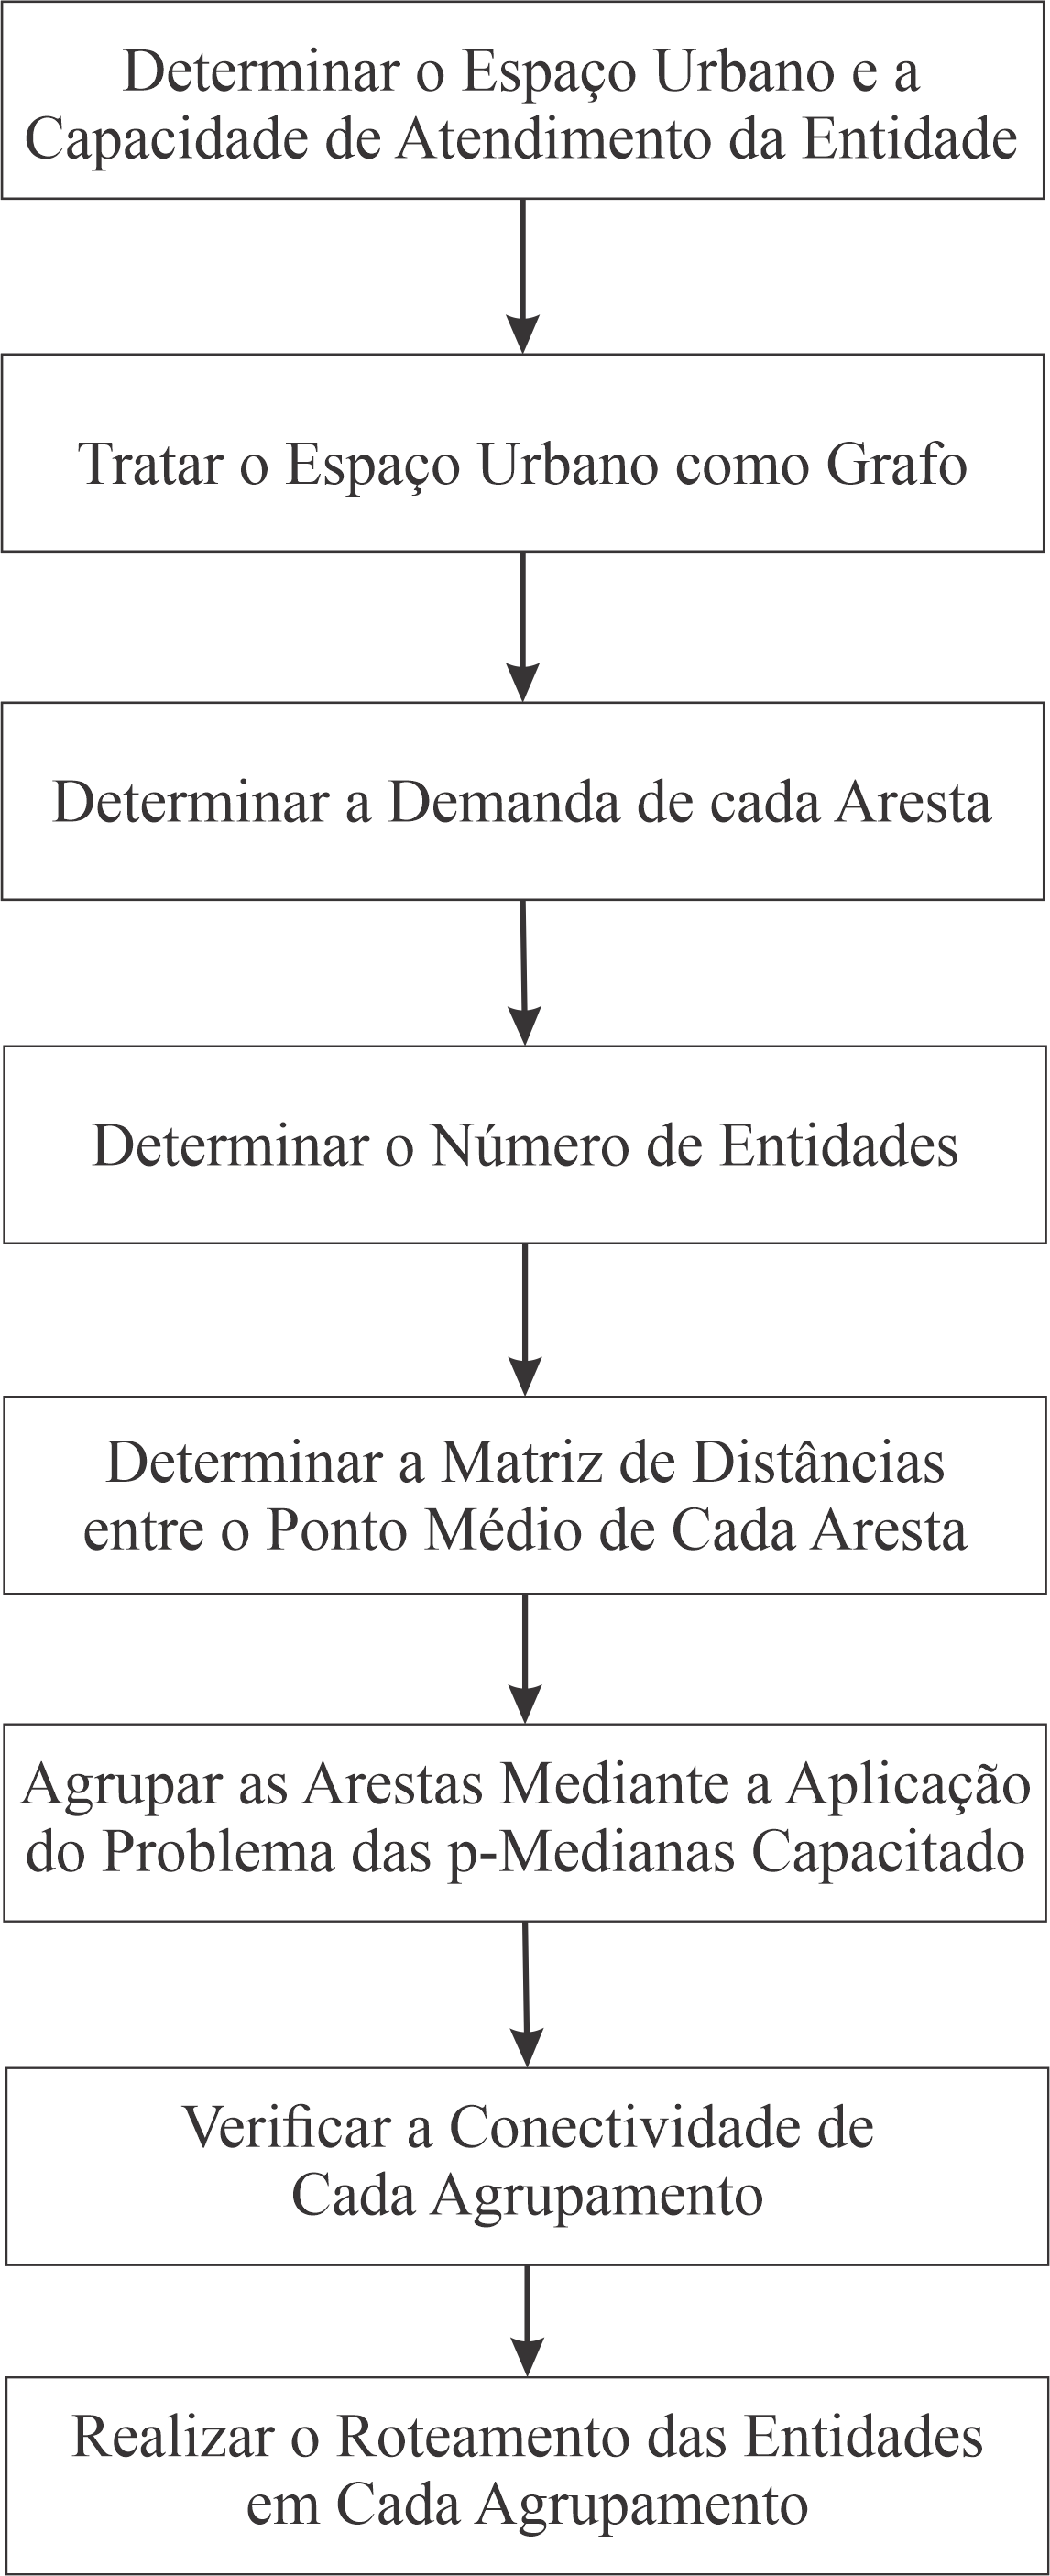 Determinar o Espaço Urbano e a
Capacidade de Atendimento da Entidade
Tratar o Espaço Urbano como Grafo
Determinar a Demanda de cada Aresta
Determinar o Número de Entidades
Determinar a Matriz de Distâncias
entre o Ponto Médio de Cada Aresta
Agrupar as Arestas Mediante a Aplicação
do Problema das p-Medianas Capacitado
Verificar a Conectividade de
Cada Agrupamento
Realizar o Roteamento das Entidades
em Cada Agrupamento